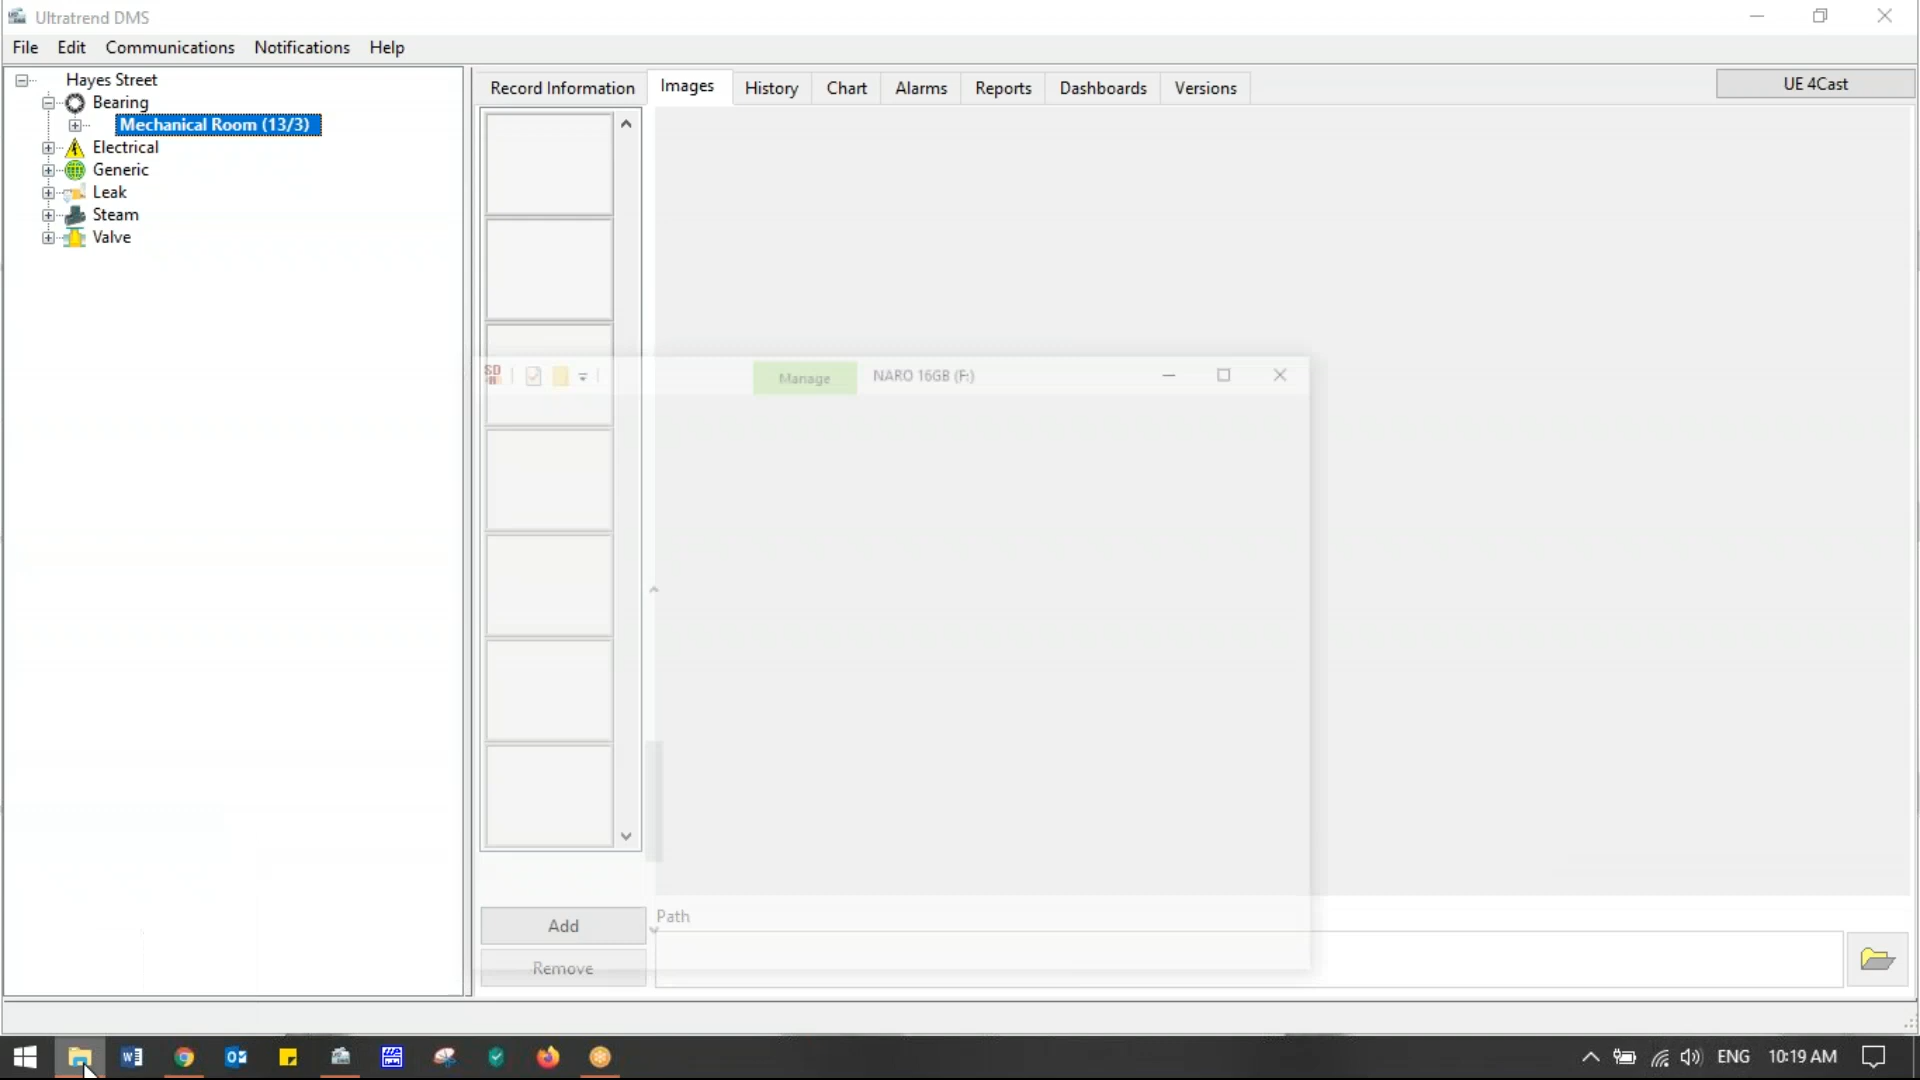 Ultratrend DMS
File Edit Communications Notifications Help
Hayes Street
Bearing
Mechanical Room (13/3)
Electrical
Generic
Leak
Steam
Valve
Record Information Images History Chart Alarms Reports Dashboards Versions
UE 4Cast
Manage NARO 16GB (F:)
Add
Remove
Path
ENG 10:19 AM